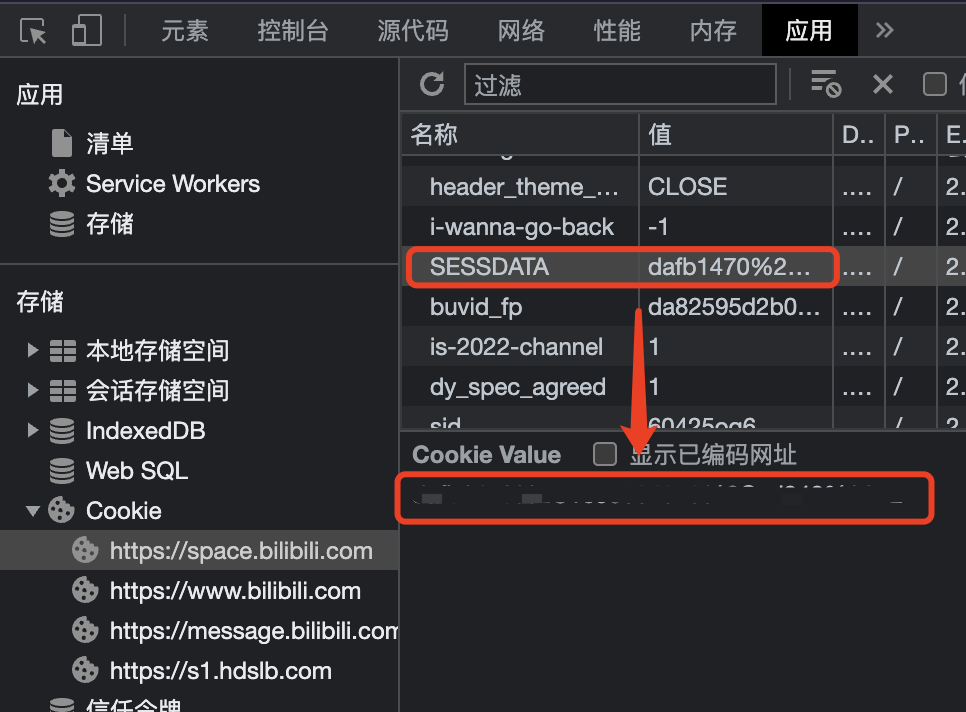 元素 控制台 源代码 网络 性能 内存 应用 »
应用
清单
Service Workers
存储
存储
本地存储空间
会话存储空间
IndexedDB
Web SQL
Cookie
https://space.bilibili.com
https://www.bilibili.com
https://message.bilibili.com
https://s1.hdslb.com
信任令牌
过滤
名称 值 D.. P.. E.
header_theme_... CLOSE .... / 2.
i-wanna-go-back -1 .... / 2.
SESSDATA dafb1470%2... .... / 2.
buvid_fp da82595d2b0... .... / 2.
is-2022-channel 1 .... / 2.
dy_spec_agreed 1 .... / 2.
sid
Cookie Value 显示已编码网址